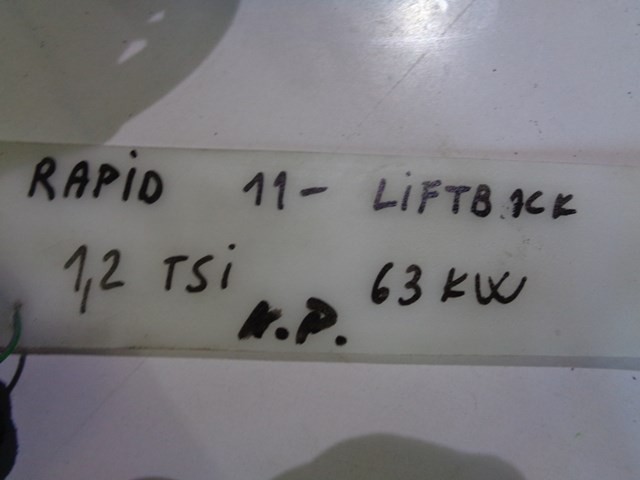 RAPiD 11- LiFTBACK
1,2 TSi 63 KW
N.P.